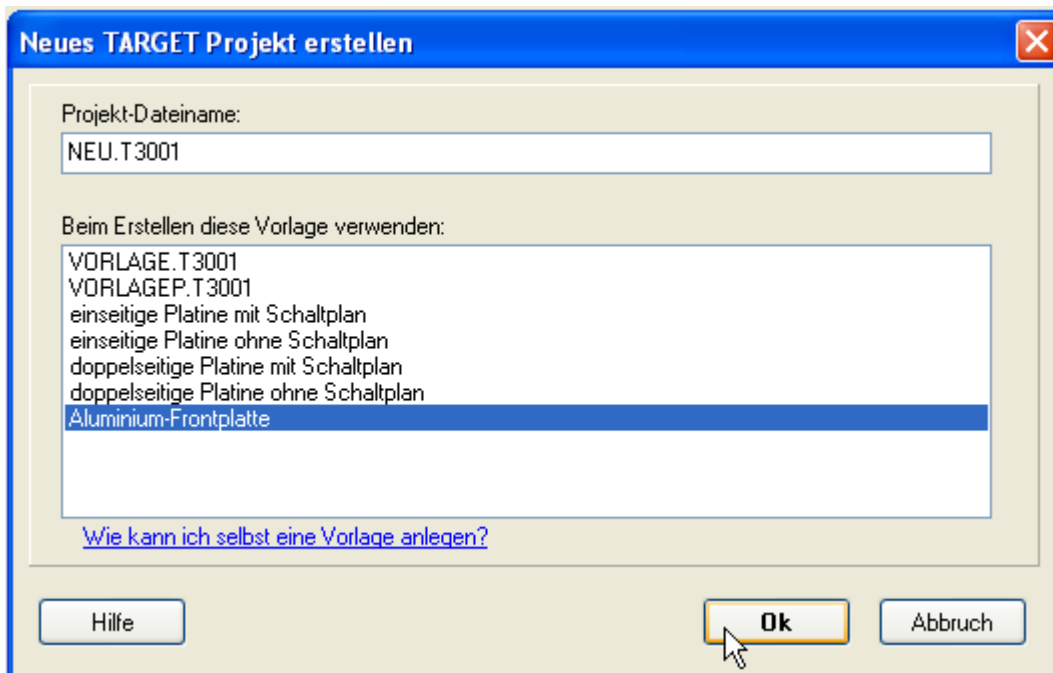 Neues TARGET Projekt erstellen
Projekt-Dateiname:
NEU.T3001
Beim Erstellen diese Vorlage verwenden:
VORLAGE.T3001
VORLAGEP.T3001
einseitige Platine mit Schaltplan
einseitige Platine ohne Schaltplan
doppelseitige Platine mit Schaltplan
doppelseitige Platine ohne Schaltplan
Aluminium-Frontplatte
Wie kann ich selbst eine Vorlage anlegen?
Hilfe Ok Abbruch